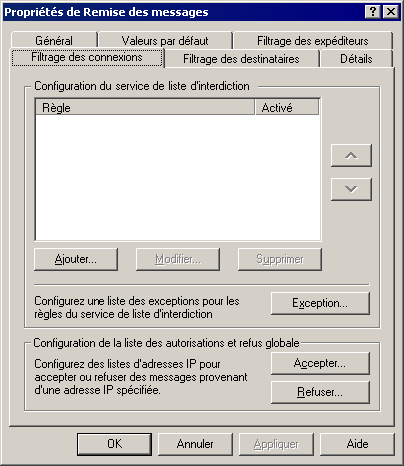 Propriétés de Remise des messages
Général
Valeurs par défaut
Filtrage des expéditeurs
Filtrage des connexions
Filtrage des destinataires
Détails
Configuration du service de liste d'interdiction
Règle
Activé
Ajouter...
Modifier...
Supprimer
Configurez une liste des exceptions pour les
règles du service de liste d'interdiction
Exception...
Configuration de la liste des autorisations et refus globale
Configurez des listes d'adresses IP pour
accepter ou refuser des messages provenant
d'une adresse IP spécifiée.
Accepter...
Refuser...
OK
Annuler
Appliquer
Aide